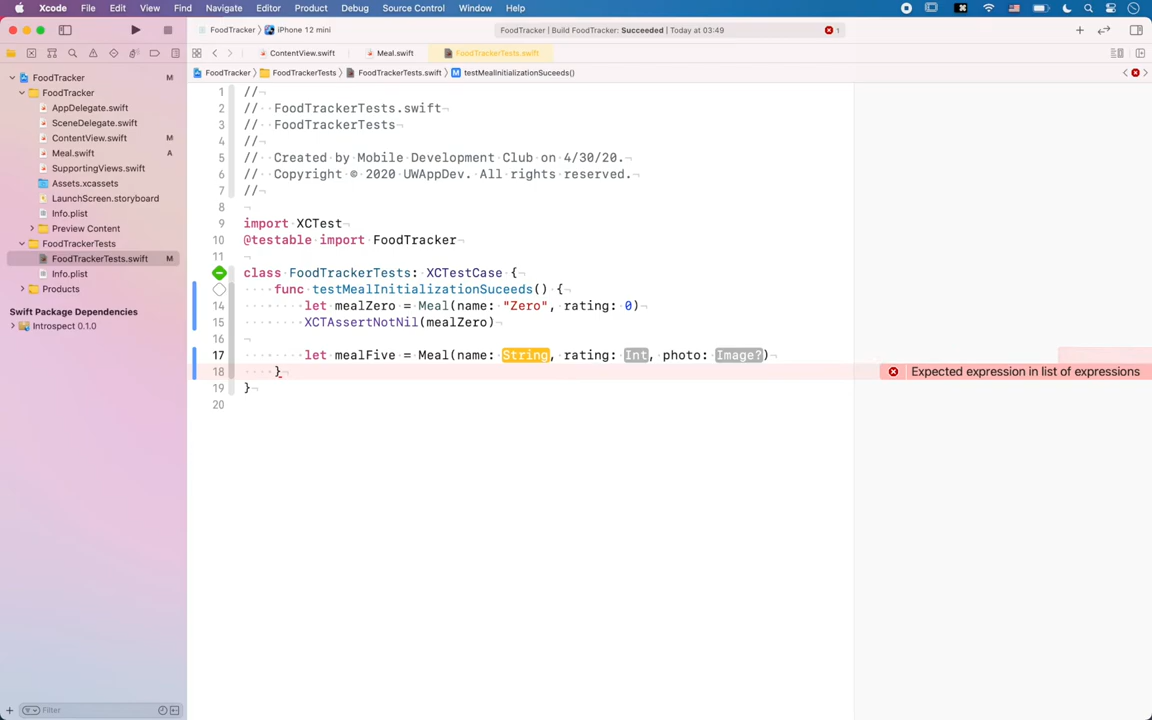 Xcode File Edit View Find Navigate Editor Product Debug Source Control Window Help
FoodTracker iPhone 12 mini FoodTracker | Build FoodTracker: Succeeded | Today at 03:49 1
ContentView.swift Meal.swift FoodTrackerTests.swift
FoodTracker FoodTrackerTests FoodTrackerTests.swift M testMealInitializationSuceeds()
FoodTracker M
FoodTracker
AppDelegate.swift
SceneDelegate.swift
ContentView.swift M
Meal.swift A
SupportingViews.swift
Assets.xcassets
LaunchScreen.storyboard
Info.plist
Preview Content
FoodTrackerTests
FoodTrackerTests.swift M
Info.plist
Products
Swift Package Dependencies
Introspect 0.1.0
Filter
1 //
2 // FoodTrackerTests.swift
3 // FoodTrackerTests
4 //
5 // Created by Mobile Development Club on 4/30/20.
6 // Copyright © 2020 UWAppDev. All rights reserved.
7 //
8
9 import XCTest
10 @testable import FoodTracker
11
class FoodTrackerTests: XCTestCase {
func testMealInitializationSuceeds() {
14 let mealZero = Meal(name: "Zero", rating: 0)
15 XCTAssertNotNil(mealZero)
16
17 let mealFive = Meal(name: String, rating: Int, photo: Image?)
18 } Expected expression in list of expressions
19 }
20